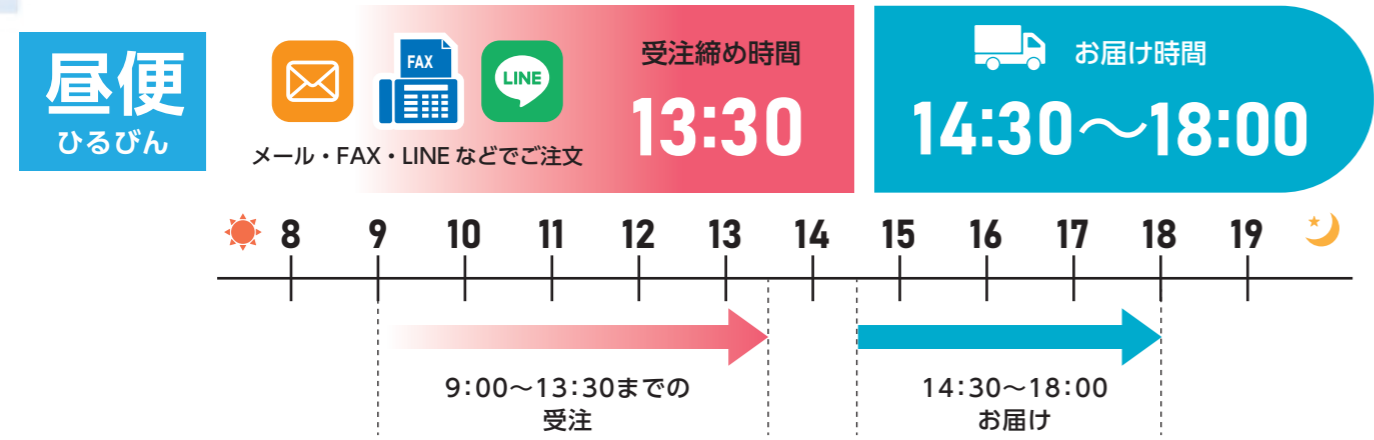 昼便
ひるびん
FAX
LINE
メール・FAX・LINE などでご注文
受注締め時間
13:30
お届け時間
14:30～18:00
8 9 10 11 12 13 14 15 16 17 18 19
9:00～13:30までの
受注
14:30～18:00
お届け